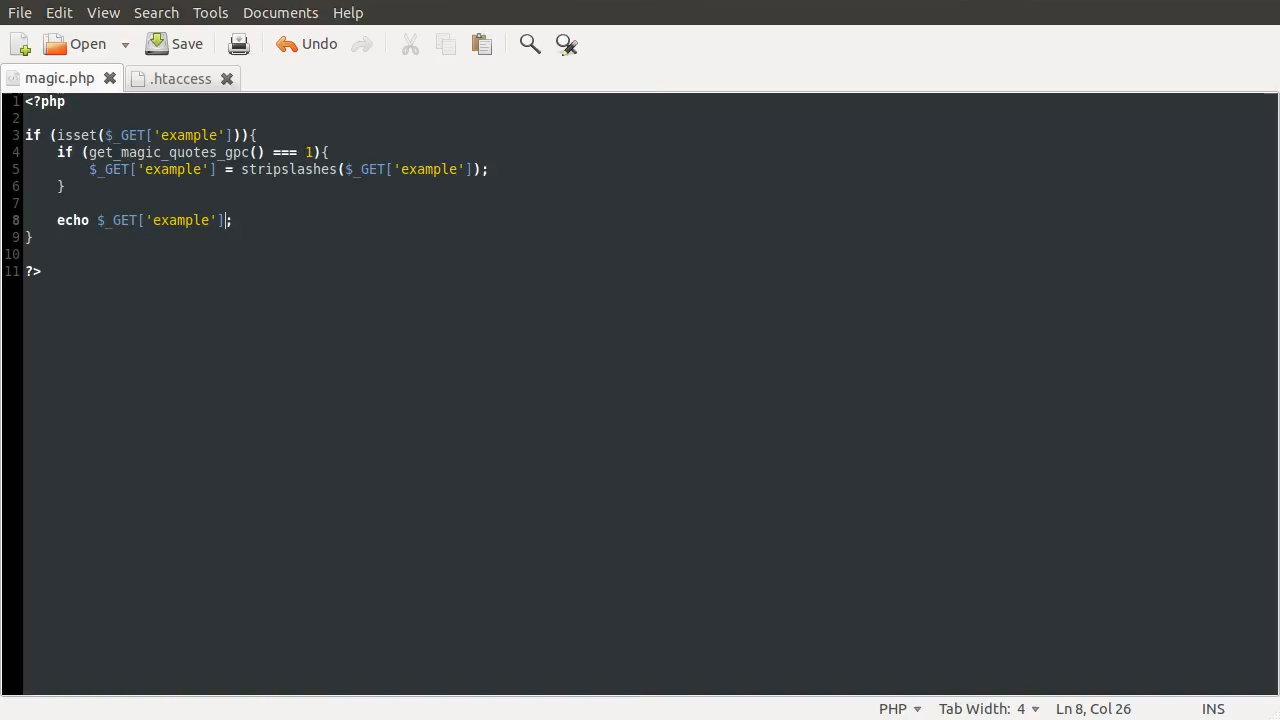 File Edit View Search Tools Documents Help
Open Save Undo
magic.php .htaccess
1 <?php
2
3 if (isset($_GET['example'])){
4     if (get_magic_quotes_gpc() === 1){
5         $_GET['example'] = stripslashes($_GET['example']);
6     }
7
8     echo $_GET['example'];
9 }
10
11 ?>
PHP Tab Width: 4 Ln 8, Col 26 INS